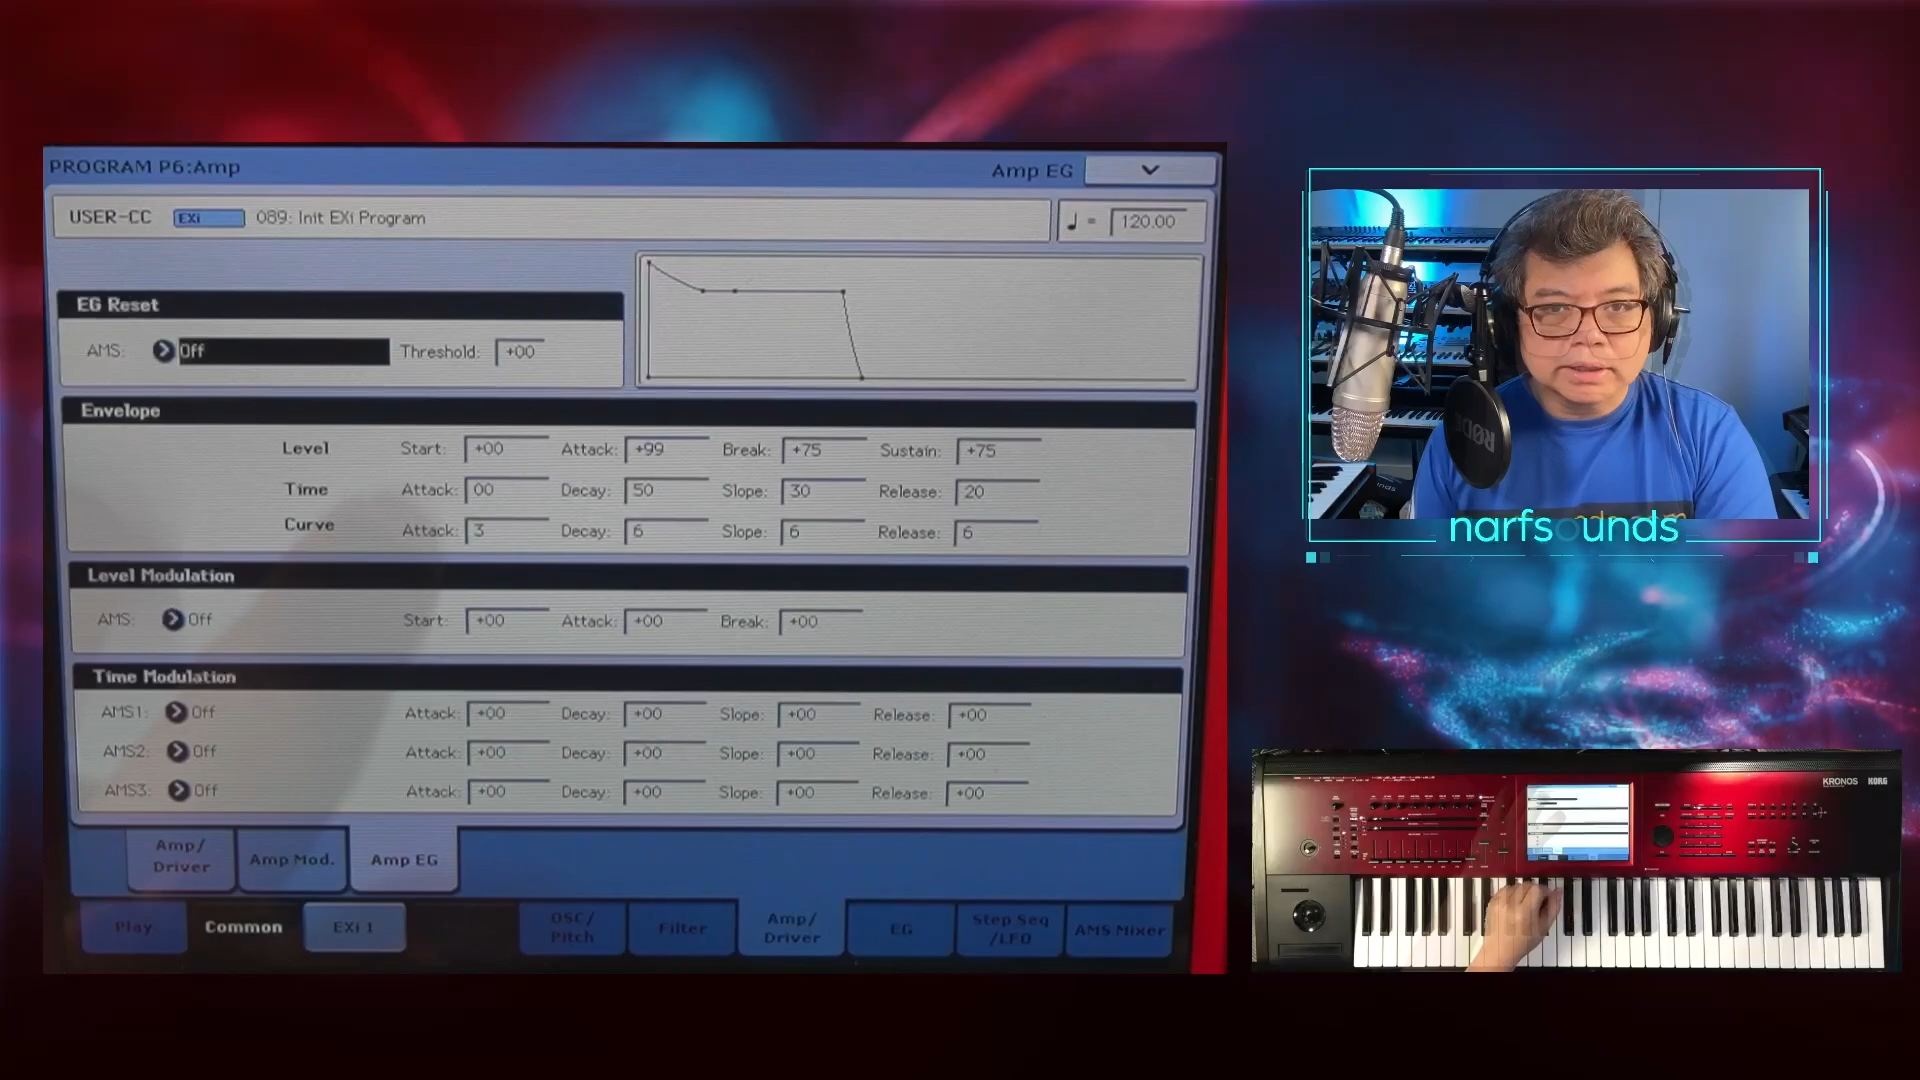 PROGRAM P6:Amp
Amp EG
USER-CC EXi 089: Init EXi Program
♩ = 120.00
EG Reset
AMS: Off Threshold: +00
Envelope
Level Start: +00 Attack: +99 Break: +75 Sustain: +75
Time Attack: 00 Decay: 50 Slope: 30 Release: 20
Curve Attack: 3 Decay: 6 Slope: 6 Release: 6
Level Modulation
AMS: Off Start: +00 Attack: +00 Break: +00
Time Modulation
AMS1: Off Attack: +00 Decay: +00 Slope: +00 Release: +00
AMS2: Off Attack: +00 Decay: +00 Slope: +00 Release: +00
AMS3: Off Attack: +00 Decay: +00 Slope: +00 Release: +00
Amp/
Driver
Amp Mod.
Amp EG
Play
Common
EXi 1
OSC/
Pitch
Filter
Amp/
Driver
EG
Step Seq
/LFO
AMS Mixer
RØDE
narfsounds
KRONOS KORG